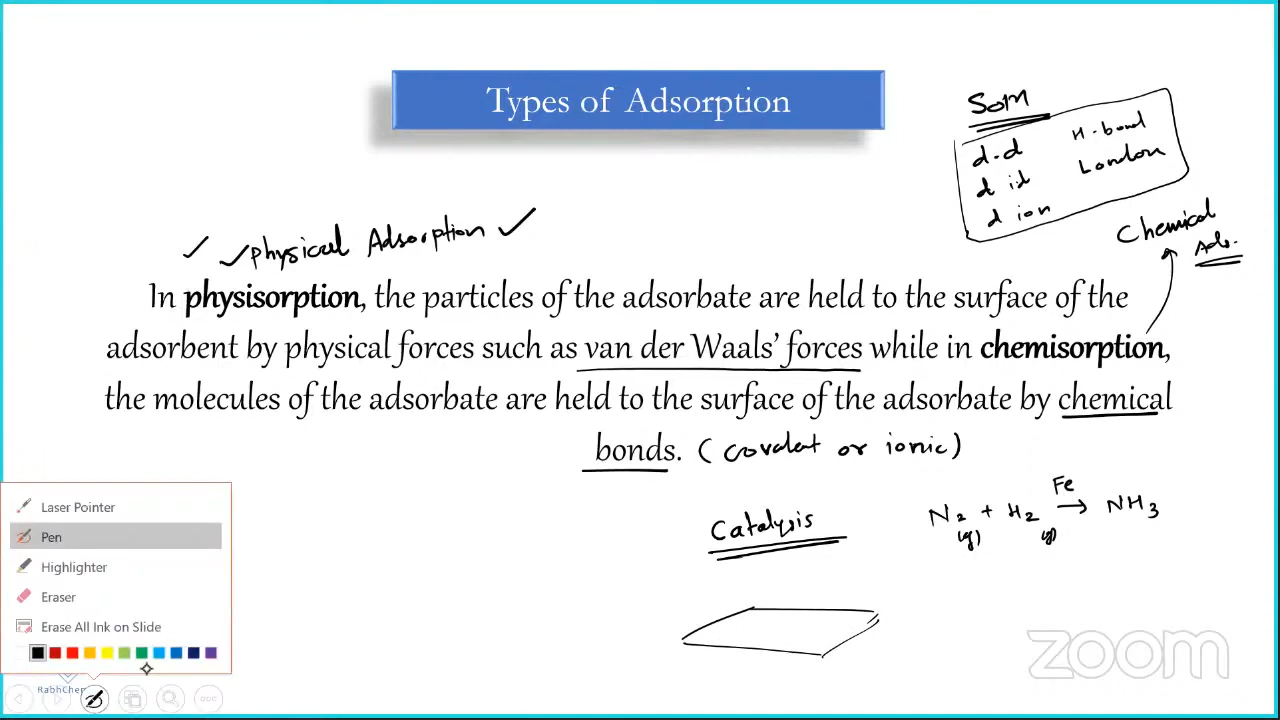 Types of Adsorption
SOM
d-d H-bond
d id London
d ion
Chemical
Ads.
physical Adsorption
In physisorption, the particles of the adsorbate are held to the surface of the
adsorbent by physical forces such as van der Waals' forces while in chemisorption,
the molecules of the adsorbate are held to the surface of the adsorbate by chemical
bonds. (covalent or ionic)
Catalysis
Fe
N2 + H2 → NH3
(g) (g)
Laser Pointer
Pen
Highlighter
Eraser
Erase All Ink on Slide
zoom